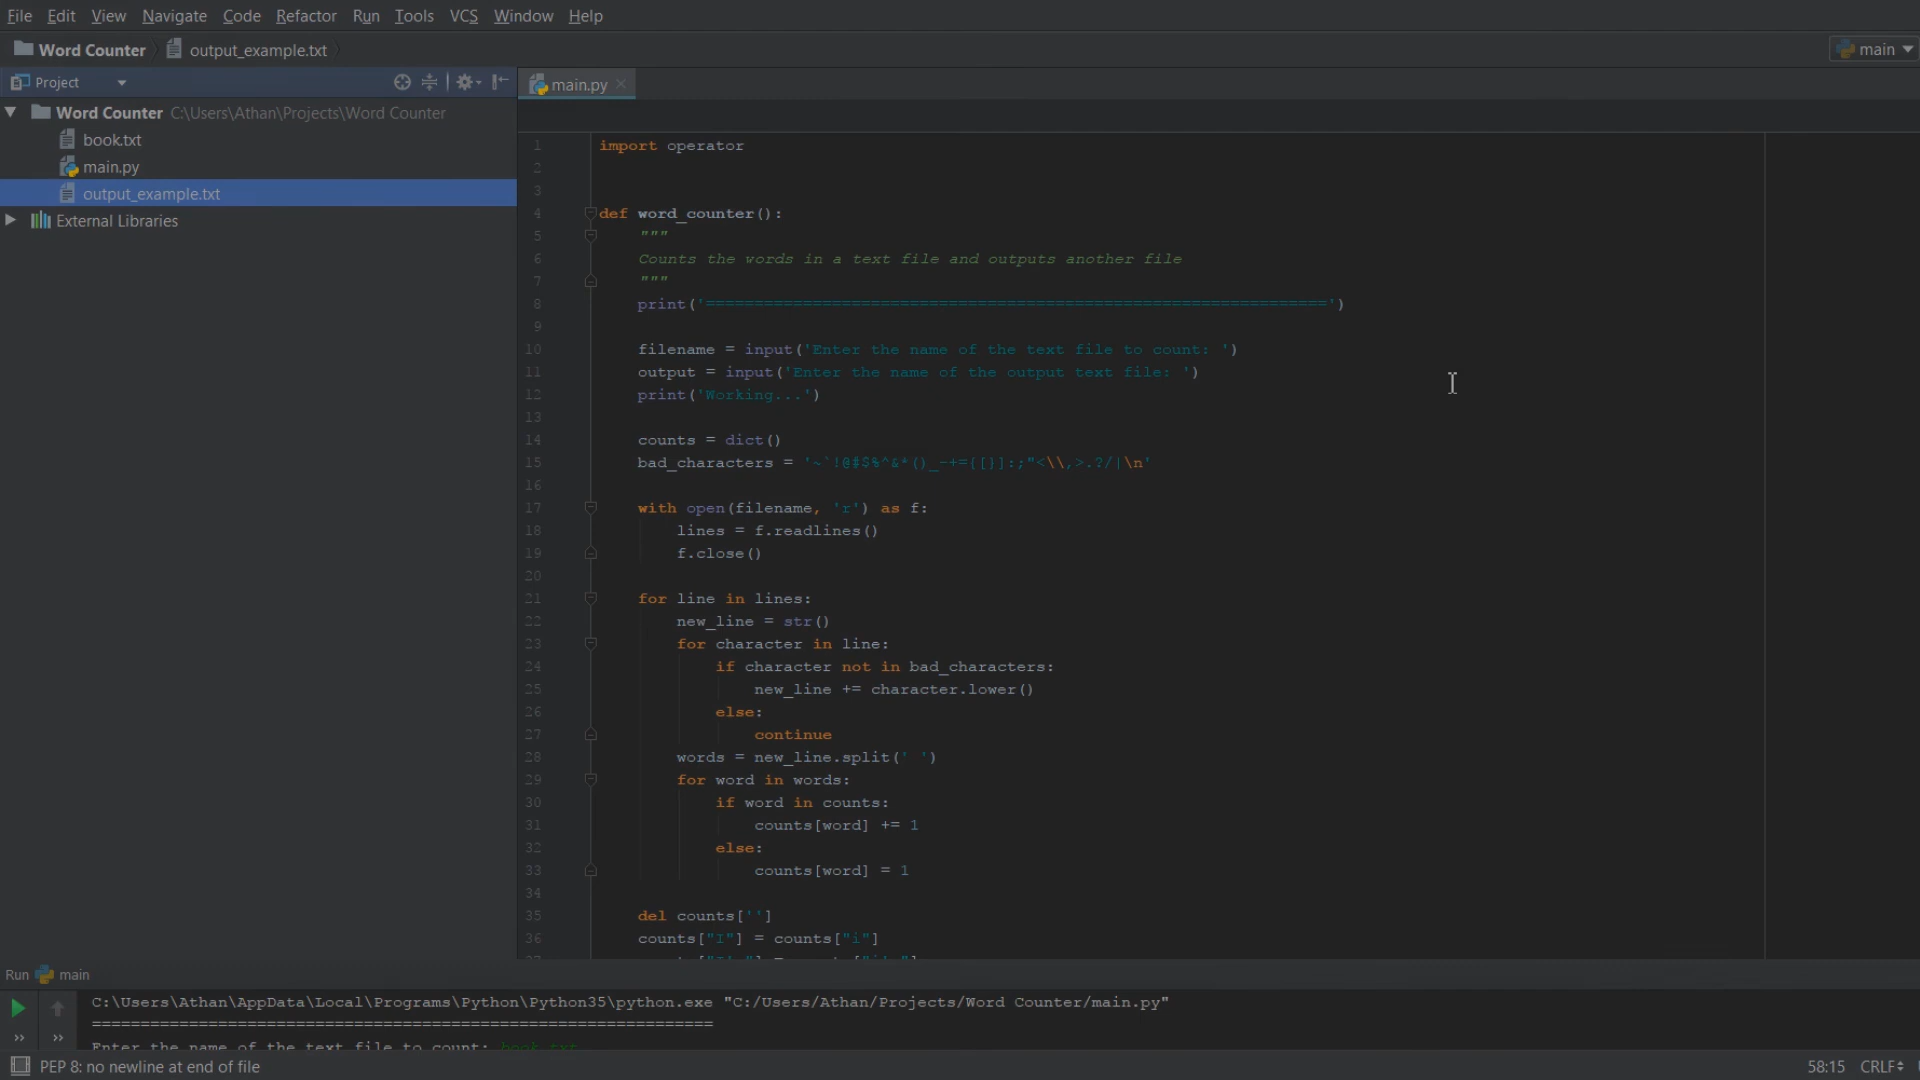 File Edit View Navigate Code Refactor Run Tools VCS Window Help
Word Counter output_example.txt
main
Project
main.py
Word Counter C:\Users\Athan\Projects\Word Counter
book.txt
main.py
output_example.txt
External Libraries
1 import operator
2
3
4 def word_counter():
5 """
6 Counts the words in a text file and outputs another file
7 """
8 print('================================================================')
9
10 filename = input('Enter the name of the text file to count: ')
11 output = input('Enter the name of the output text file: ')
12 print('Working...')
13
14 counts = dict()
15 bad_characters = '~`!@#$%^&*()_-+={[}]:;"<\\,>.?/|\n'
16
17 with open(filename, 'r') as f:
18 lines = f.readlines()
19 f.close()
20
21 for line in lines:
22 new_line = str()
23 for character in line:
24 if character not in bad_characters:
25 new_line += character.lower()
26 else:
27 continue
28 words = new_line.split(' ')
29 for word in words:
30 if word in counts:
31 counts[word] += 1
32 else:
33 counts[word] = 1
34
35 del counts['']
36 counts["I"] = counts["i"]
Run main
C:\Users\Athan\AppData\Local\Programs\Python\Python35\python.exe "C:/Users/Athan/Projects/Word Counter/main.py"
================================================================
Enter the name of the text file to count: book.txt
PEP 8: no newline at end of file
58:15 CRLF